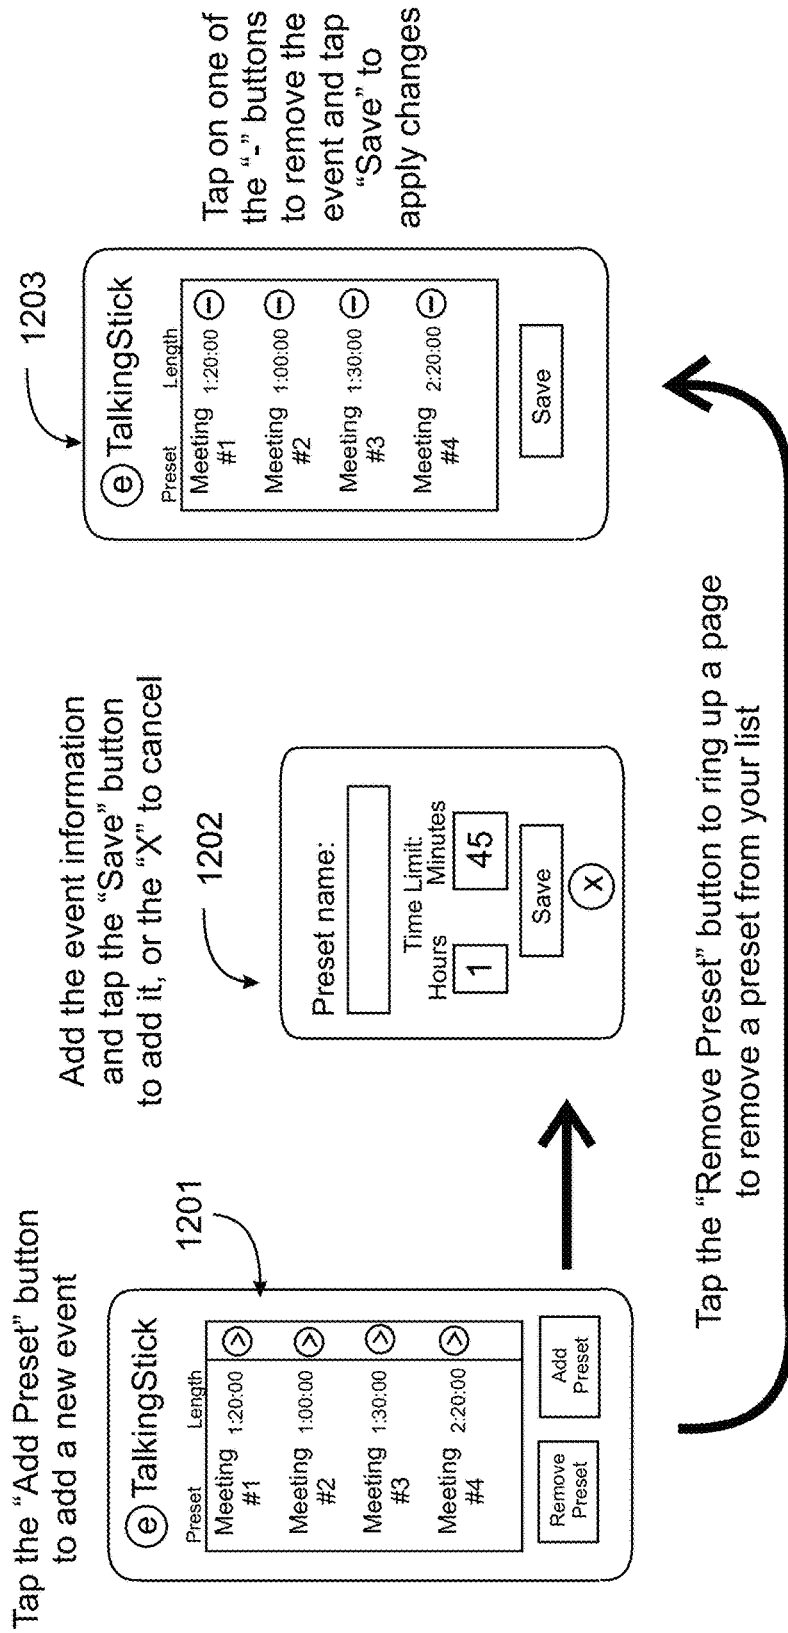 Tap the “Add Preset” button
to add a new event
1201
e TalkingStick
Preset Length
Meeting 1:20:00 >
#1
Meeting 1:00:00 >
#2
Meeting 1:30:00 >
#3
Meeting 2:20:00 >
#4
Remove
Preset
Add
Preset
Add the event information
and tap the “Save” button
to add it, or the “X” to cancel
1202
Preset name:
Time Limit:
Hours Minutes
1 45
Save
X
1203
e TalkingStick
Preset Length
Meeting 1:20:00 −
#1
Meeting 1:00:00 −
#2
Meeting 1:30:00 −
#3
Meeting 2:20:00 −
#4
Save
Tap on one of
the “-” buttons
to remove the
event and tap
“Save” to
apply changes
Tap the “Remove Preset” button to ring up a page
to remove a preset from your list